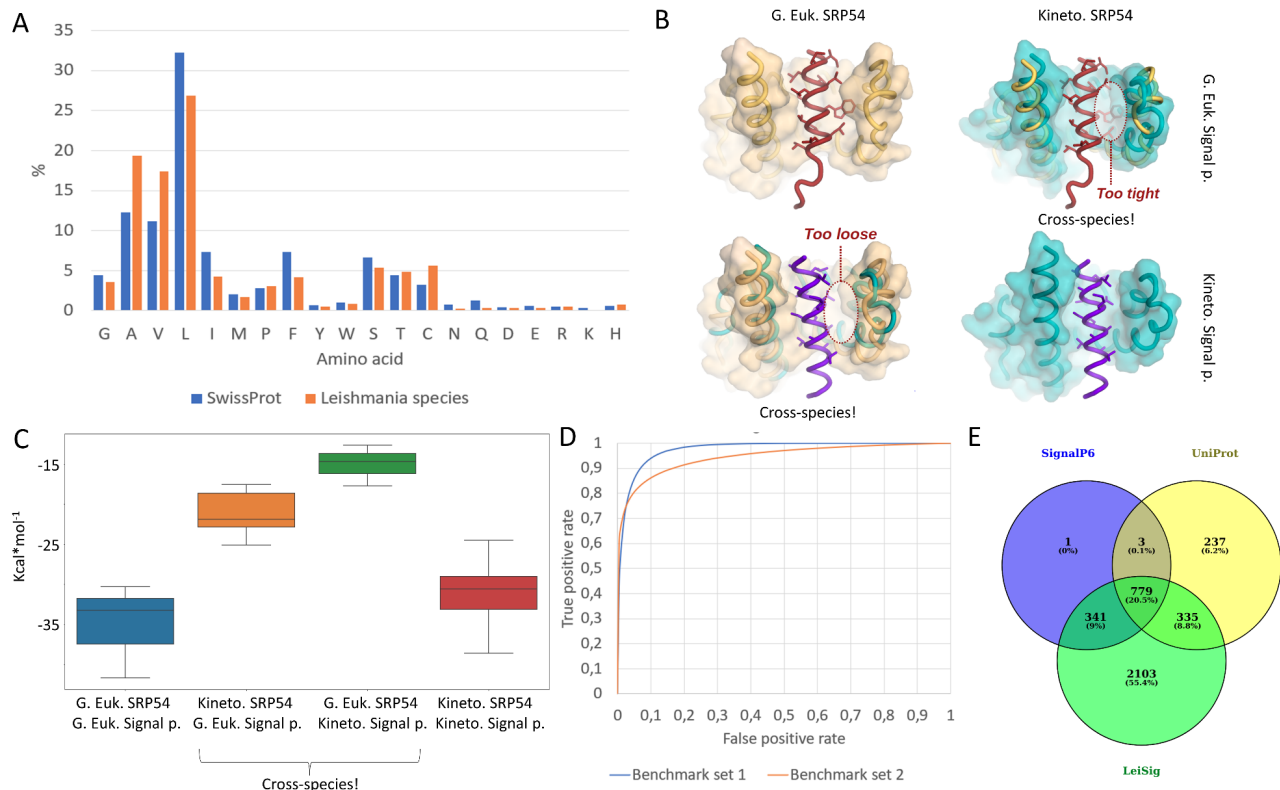 A
35
30
25
20
15
10
5
0
%
G A V L I M P F Y W S T C N Q D E R K H
Amino acid
SwissProt
Leishmania species
B
G. Euk. SRP54
Kineto. SRP54
G. Euk. Signal p.
Too tight
Cross-species!
Too loose
Kineto. Signal p.
Cross-species!
C
-15
-25
-35
Kcal*mol-1
G. Euk. SRP54
G. Euk. Signal p.
Kineto. SRP54
G. Euk. Signal p.
G. Euk. SRP54
Kineto. Signal p.
Kineto. SRP54
Kineto. Signal p.
Cross-species!
D
1
0,9
0,8
0,7
0,6
0,5
0,4
0,3
0,2
0,1
0
True positive rate
0 0,1 0,2 0,3 0,4 0,5 0,6 0,7 0,8 0,9 1
False positive rate
Benchmark set 1
Benchmark set 2
E
SignalP6
UniProt
1
(0%)
3
(0.1%)
237
(6.2%)
779
(20.5%)
341
(9%)
335
(8.8%)
2103
(55.4%)
LeiSig